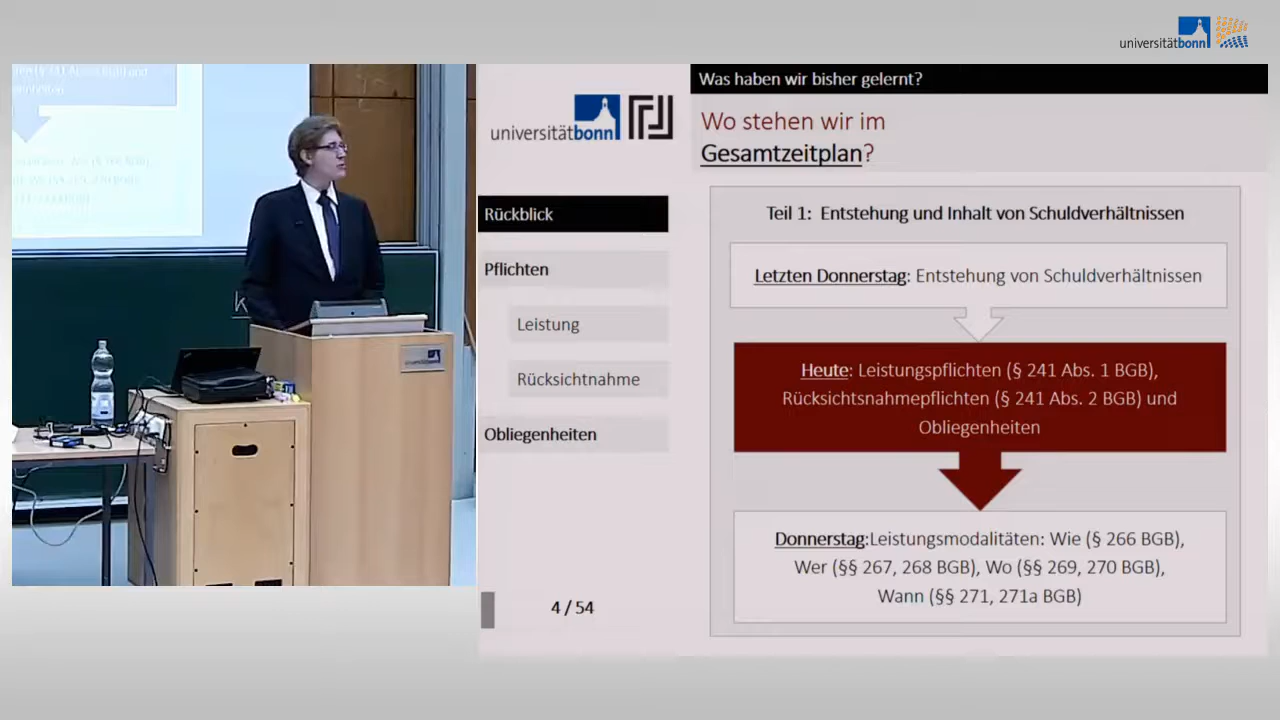 universitätbonn
Was haben wir bisher gelernt?
universitätbonn
Wo stehen wir im
Gesamtzeitplan?
Rückblick
Pflichten
Leistung
Rücksichtnahme
Obliegenheiten
4 / 54
Teil 1: Entstehung und Inhalt von Schuldverhältnissen
Letzten Donnerstag: Entstehung von Schuldverhältnissen
Heute: Leistungspflichten (§ 241 Abs. 1 BGB),
Rücksichtsnahmepflichten (§ 241 Abs. 2 BGB) und
Obliegenheiten
Donnerstag:Leistungsmodalitäten: Wie (§ 266 BGB),
Wer (§§ 267, 268 BGB), Wo (§§ 269, 270 BGB),
Wann (§§ 271, 271a BGB)